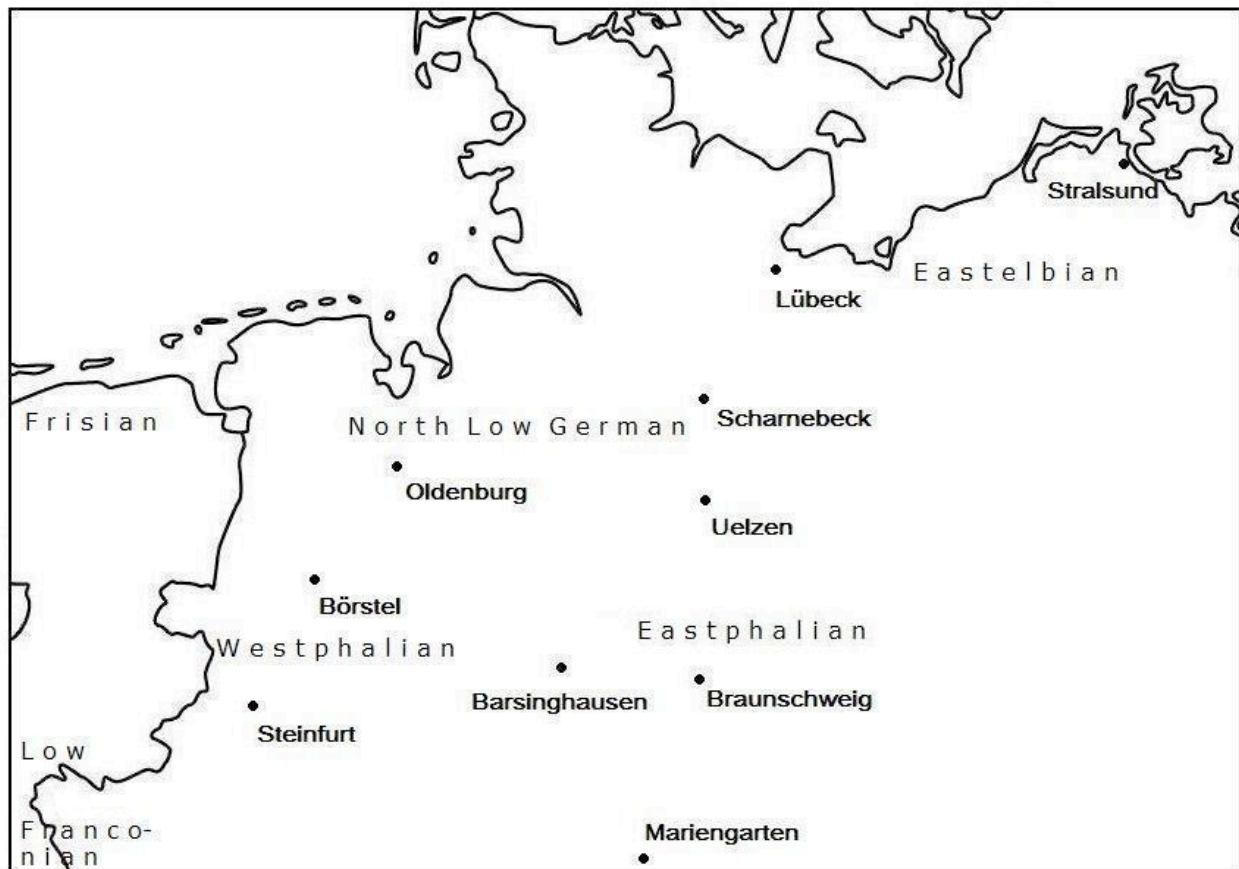 Stralsund
Eastelbian
Lübeck
Frisian
North Low German
Scharnebeck
Oldenburg
Uelzen
Börstel
Eastphalian
Westphalian
Barsinghausen
Braunschweig
Steinfurt
Low
Franco-
nian
Mariengarten